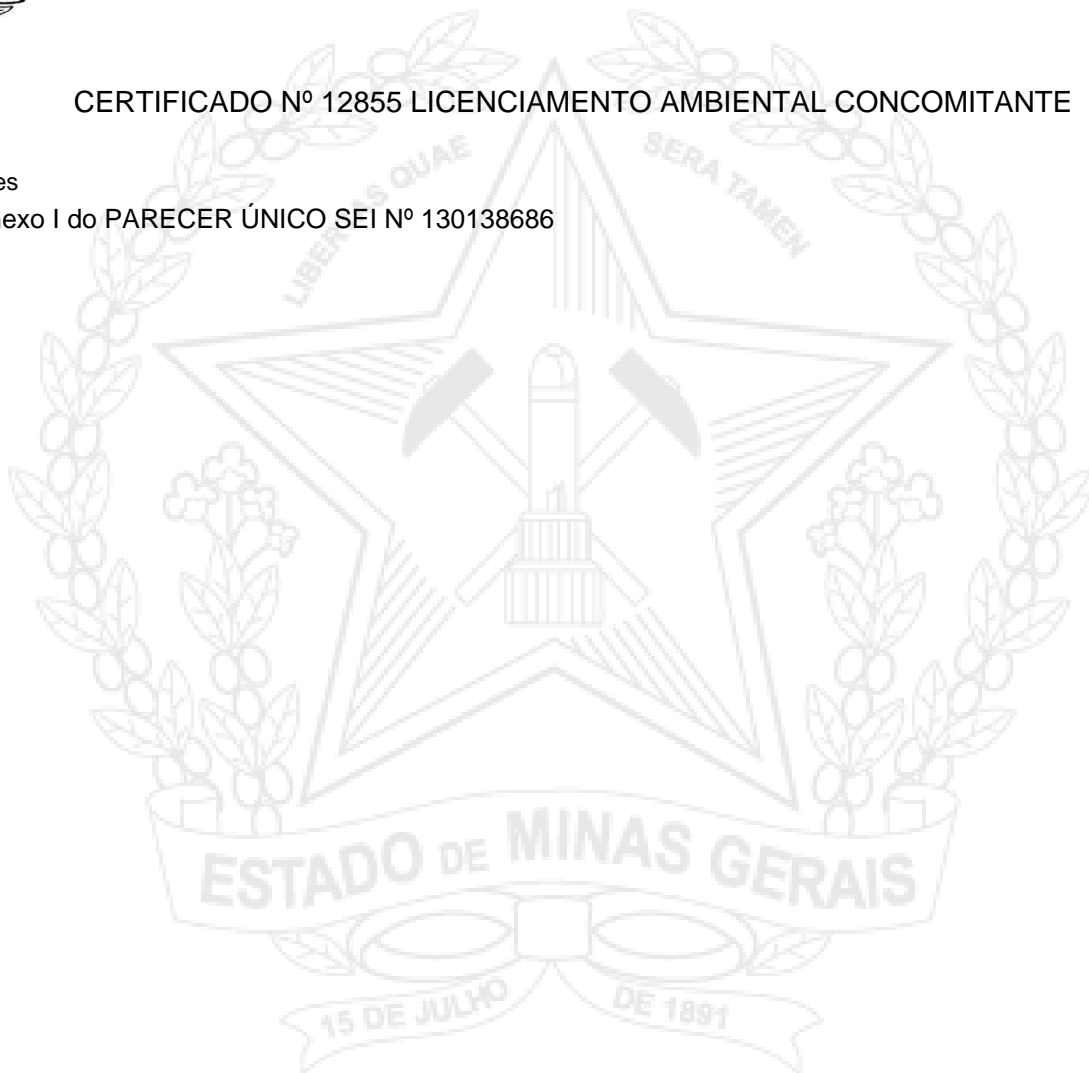 CERTIFICADO Nº 12855 LICENCIAMENTO AMBIENTAL CONCOMITANTE
es
exo I do PARECER ÚNICO SEI Nº 130138686
LIBERTAS QUAE
SERA TAMEN
ESTADO DE MINAS GERAIS
15 DE JULHO
DE 1891